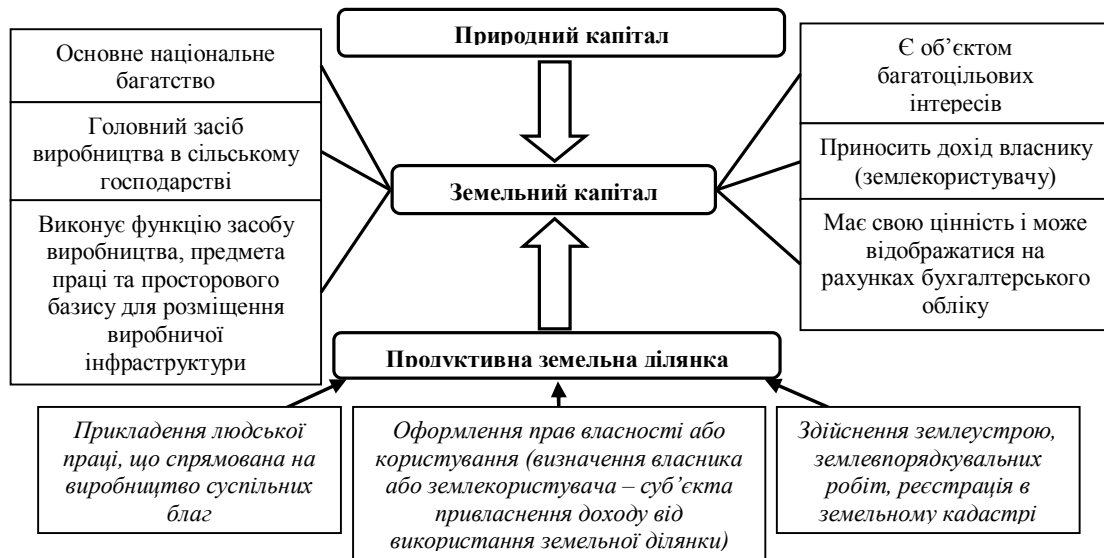 Природний капітал
Основне національне
багатство
Головний засіб
виробництва в сільському
господарстві
Виконує функцію засобу
виробництва, предмета
праці та просторового
базису для розміщення
виробничої
інфраструктури
Земельний капітал
Є об’єктом
багатоцільових
інтересів
Приносить дохід власнику
(землекористувачу)
Має свою цінність і може
відображатися на
рахунках бухгалтерського
обліку
Продуктивна земельна ділянка
Прикладення людської
праці, що спрямована на
виробництво суспільних
благ
Оформлення прав власності або
користування (визначення власника
або землекористувача – суб’єкта
привласнення доходу від
використання земельної ділянки)
Здійснення землеустрою,
землевпорядкувальних
робіт, реєстрація в
земельному кадастрі